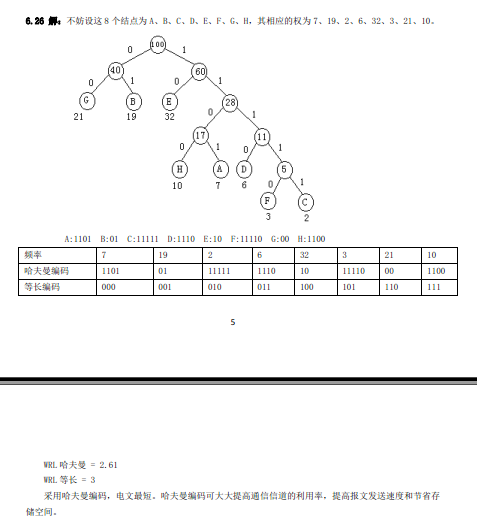 6.26 解：不妨设这 8 个结点为 A、B、C、D、E、F、G、H，其相应的权为 7、19、2、6、32、3、21、10。
100
0 1
40 60
0 1 0 1
G B E 28
21 19 32
0 1
17 11
0 1 0 1
H A D 5
10 7 6
0 1
F C
3 2
A:1101 B:01 C:11111 D:1110 E:10 F:11110 G:00 H:1100
频率 7 19 2 6 32 3 21 10
哈夫曼编码 1101 01 11111 1110 10 11110 00 1100
等长编码 000 001 010 011 100 101 110 111
5
WRL 哈夫曼 = 2.61
WRL 等长 = 3
采用哈夫曼编码，电文最短。哈夫曼编码可大大提高通信信道的利用率，提高报文发送速度和节省存
储空间。